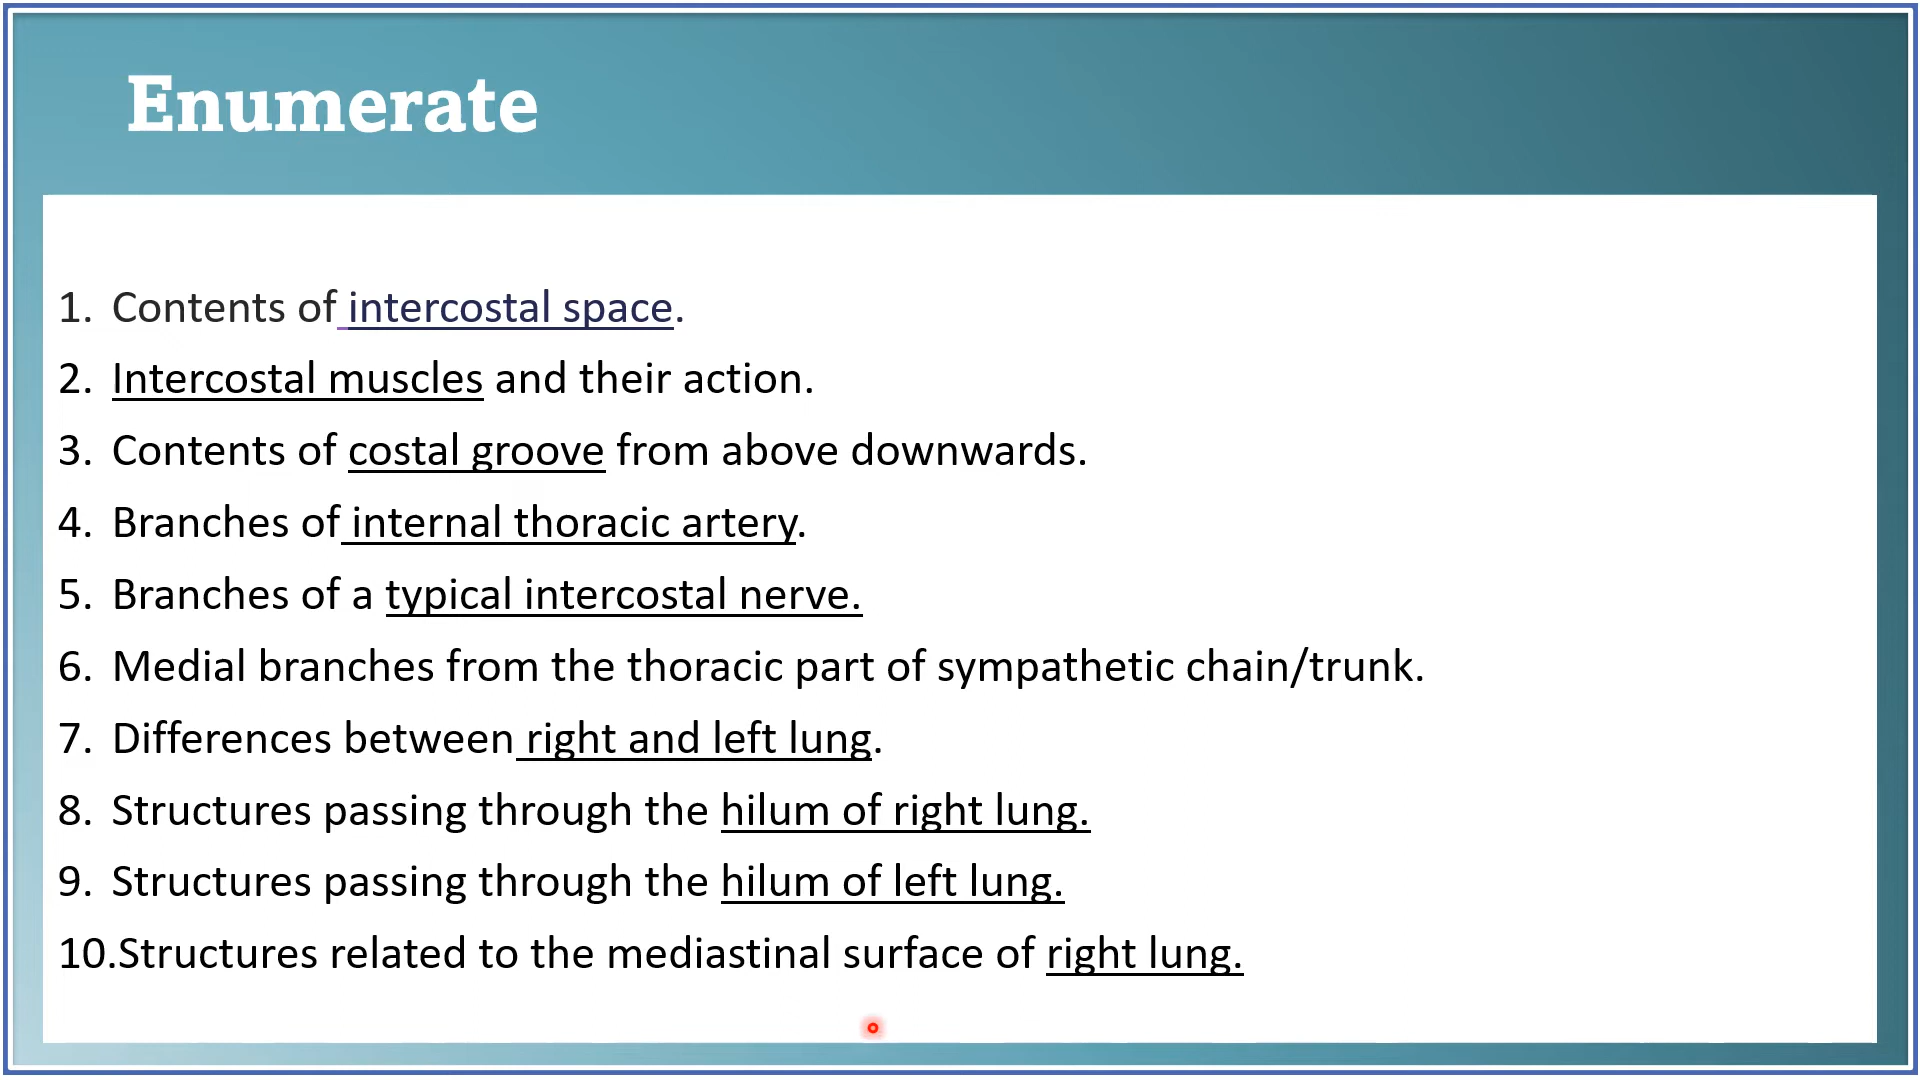 Enumerate
1. Contents of intercostal space.
2. Intercostal muscles and their action.
3. Contents of costal groove from above downwards.
4. Branches of internal thoracic artery.
5. Branches of a typical intercostal nerve.
6. Medial branches from the thoracic part of sympathetic chain/trunk.
7. Differences between right and left lung.
8. Structures passing through the hilum of right lung.
9. Structures passing through the hilum of left lung.
10.Structures related to the mediastinal surface of right lung.